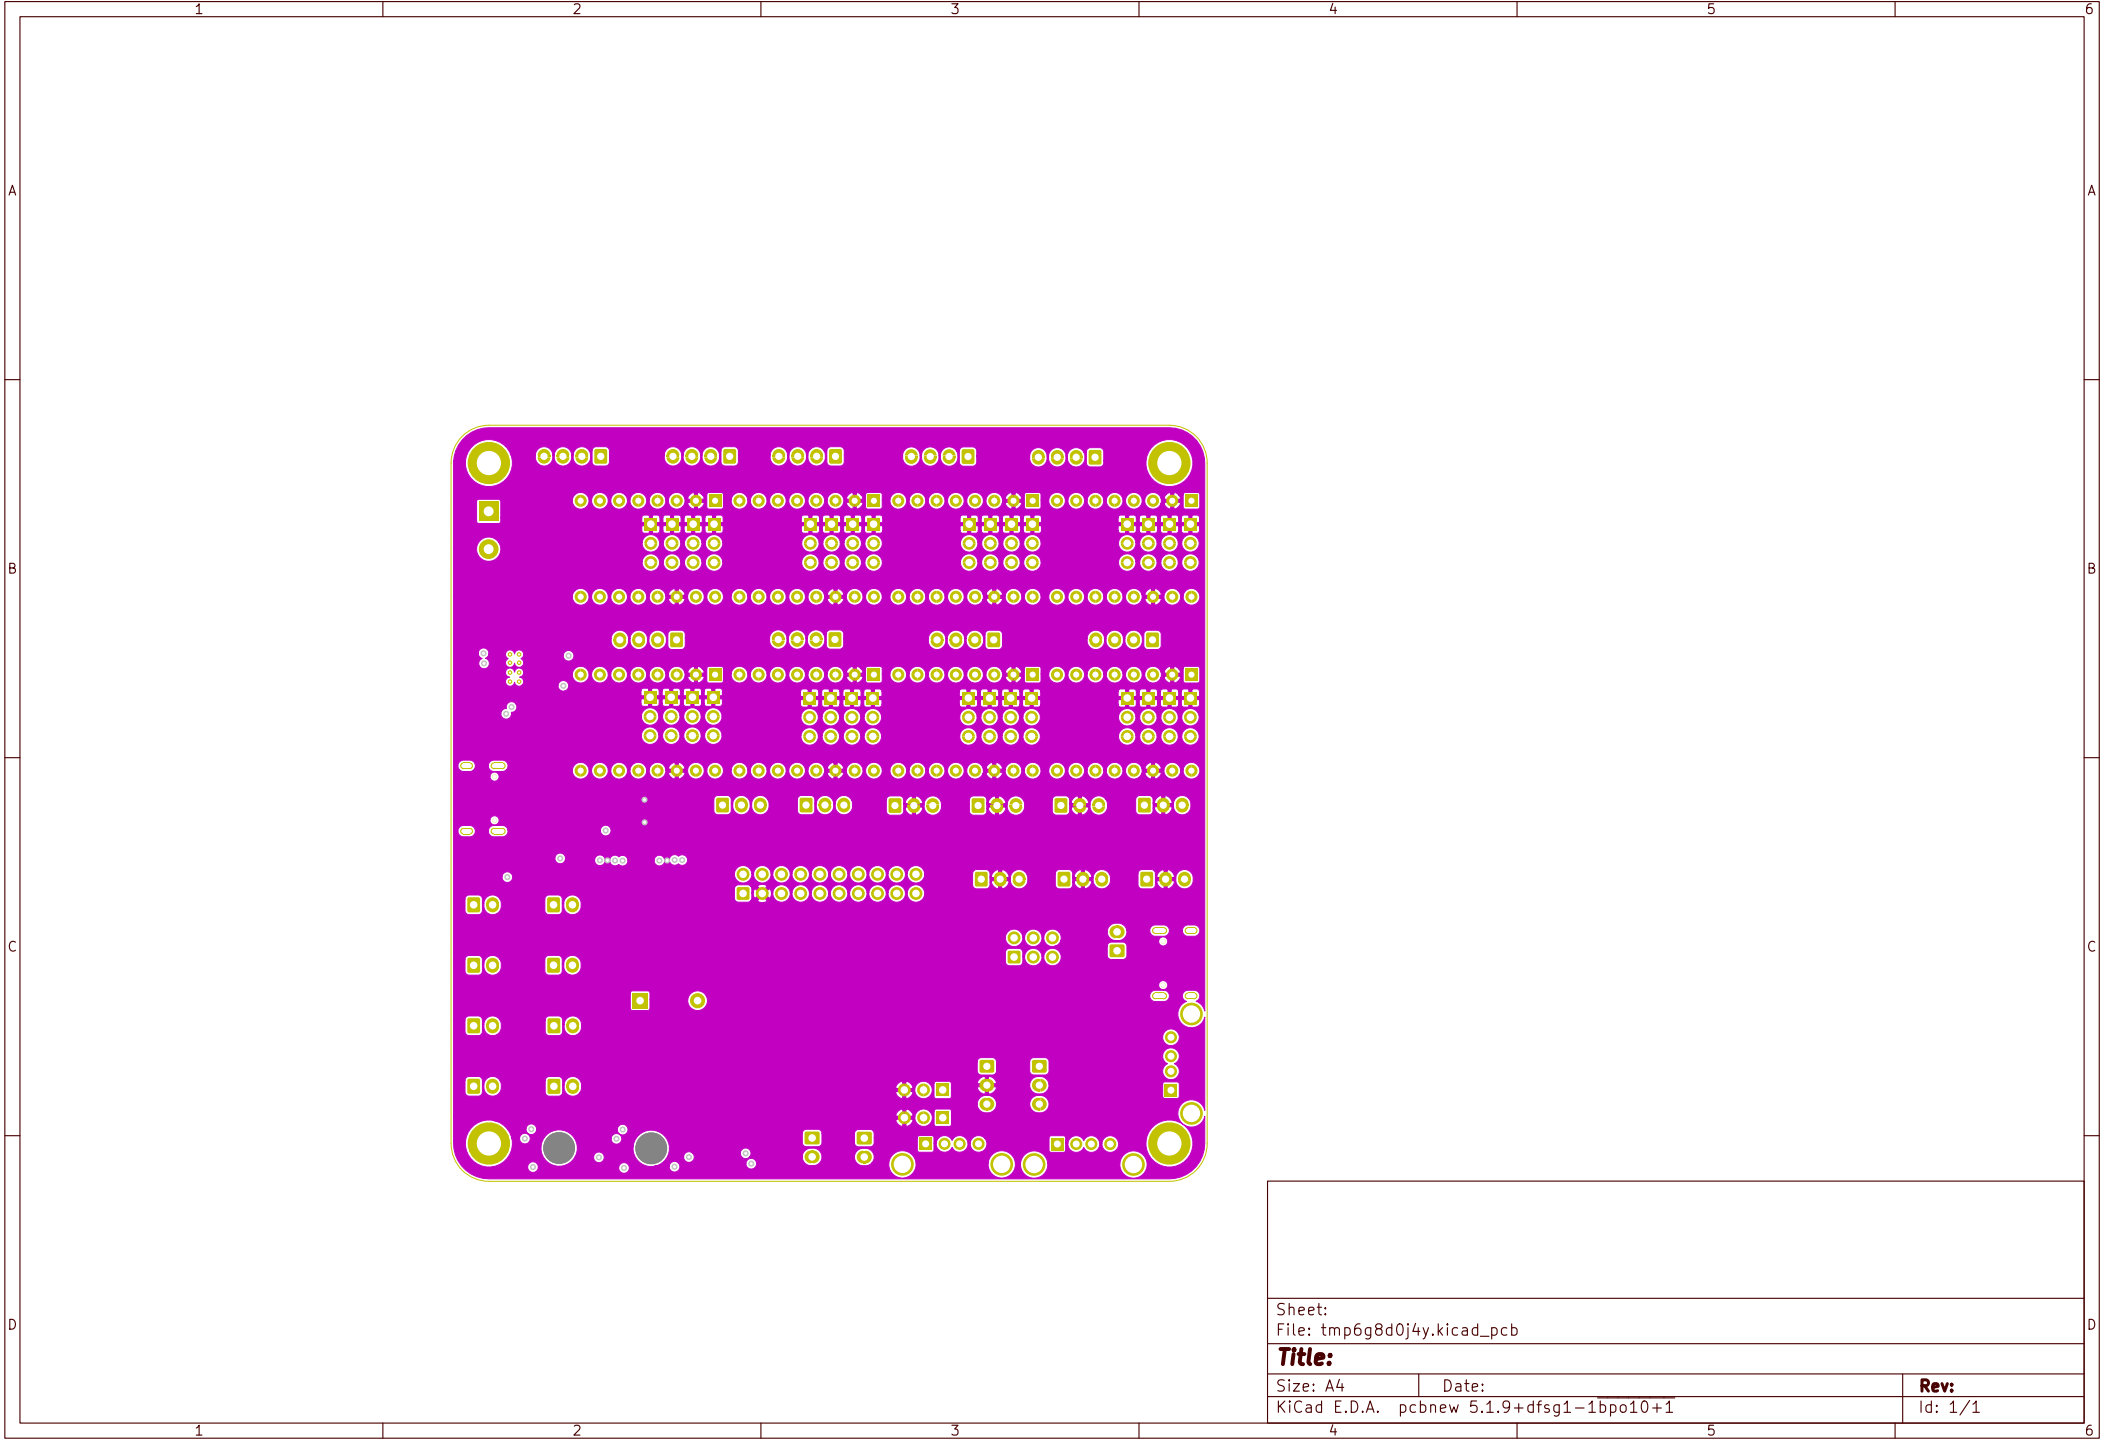 1 2 3 4 5 6
A A
B B
C C
D D
Sheet:
File: tmp6g8d0j4y.kicad_pcb
Title:
Size: A4 Date: Rev:
KiCad E.D.A. pcbnew 5.1.9+dfsg1-1bpo10+1 Id: 1/1
1 2 3 4 5 6